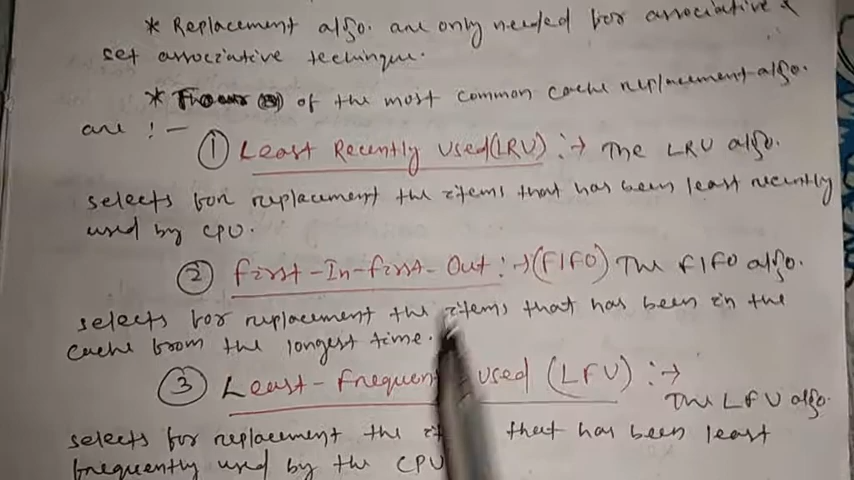 * Replacement algo. are only needed for associative &
set associative techinque.
* of the most common cache replacement algo.
are : -
① Least Recently Used(LRU) :→ The LRU algo.
selects for replacement the items that has been least recently
used by CPU.
② First-In-first-Out :→(FIFO) The FIFO algo.
selects for replacement the items that has been in the
cache from the longest time.
③ Least-Frequent Used (LFU) :→
The LFU algo.
selects for replacement the that has been least
frequently used by the CPU